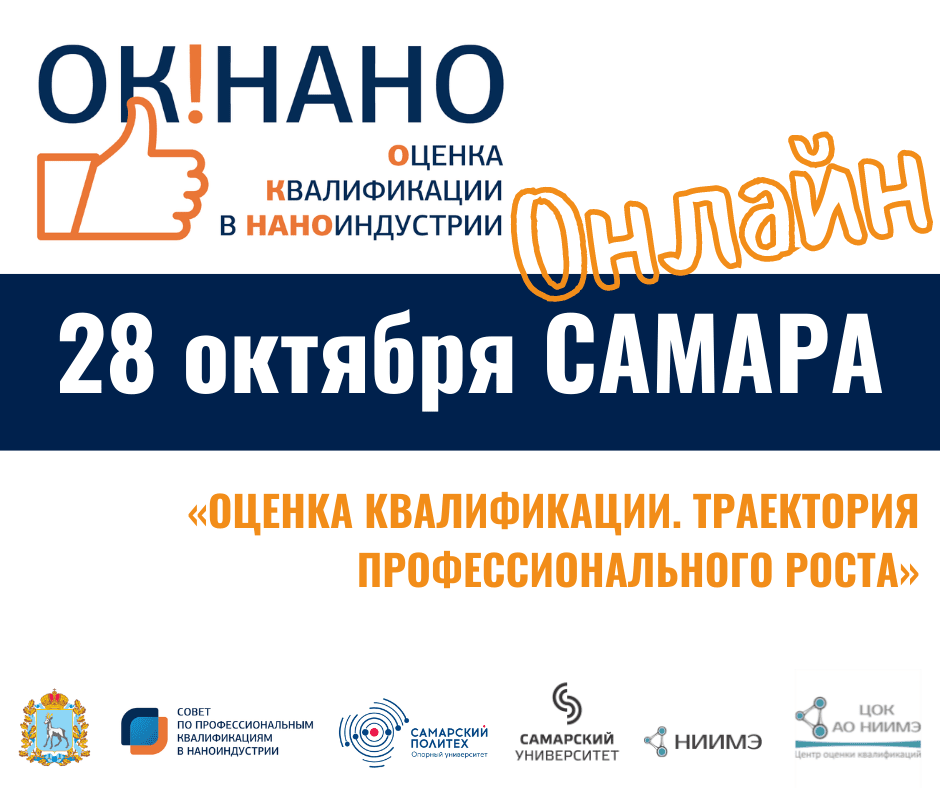 ОК!НАНО
ОЦЕНКА
КВАЛИФИКАЦИИ
В НАНОИНДУСТРИИ
Онлайн
28 октября САМАРА
«ОЦЕНКА КВАЛИФИКАЦИИ. ТРАЕКТОРИЯ
ПРОФЕССИОНАЛЬНОГО РОСТА»
СОВЕТ
ПО ПРОФЕССИОНАЛЬНЫМ
КВАЛИФИКАЦИЯМ
В НАНОИНДУСТРИИ
САМАРСКИЙ
ПОЛИТЕХ
Опорный университет
САМАРСКИЙ
УНИВЕРСИТЕТ
НИИМЭ
ЦОК
АО НИИМЭ
Центр оценки квалификаций